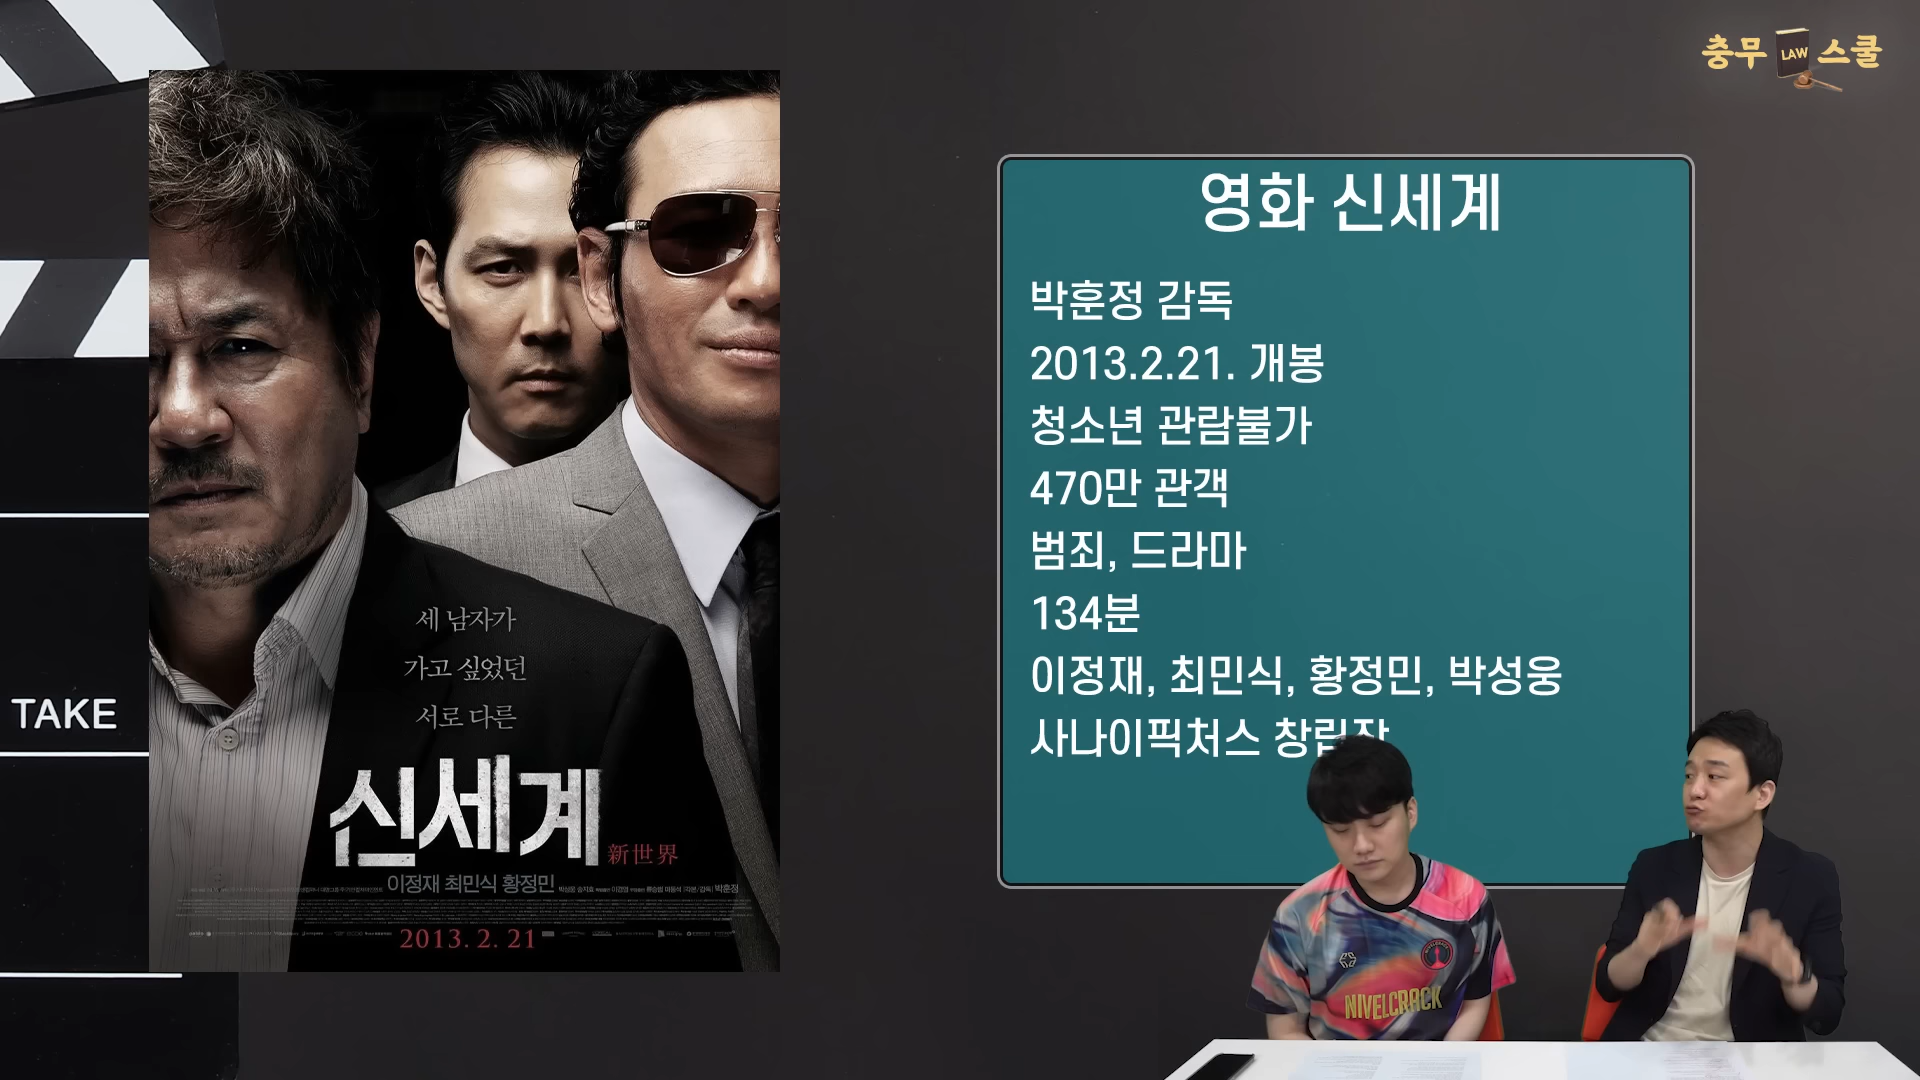 충무 LAW 스쿨
TAKE
세 남자가
가고 싶었던
서로 다른
신세계
新世界
이정재 최민식 황정민
박훈정
2013. 2. 21
영화 신세계
박훈정 감독
2013.2.21. 개봉
청소년 관람불가
470만 관객
범죄, 드라마
134분
이정재, 최민식, 황정민, 박성웅
사나이픽처스 창립작
NIVELCRACK